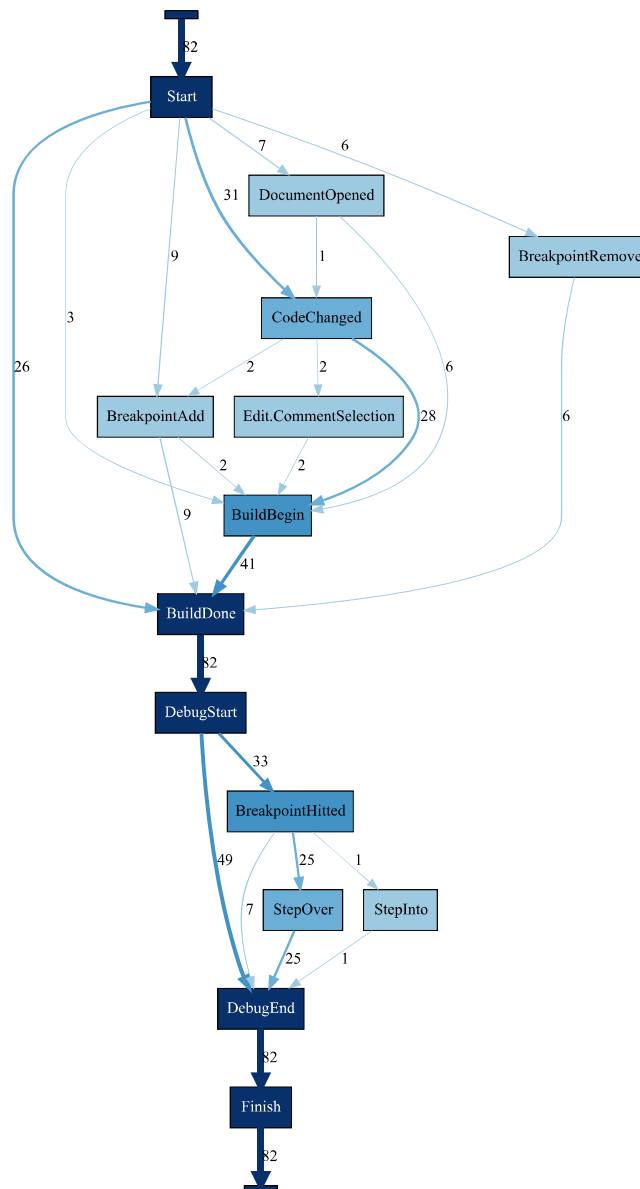 82
Start
7
6
31
DocumentOpened
9
1
BreakpointRemove
3
CodeChanged
26
2
2
6
6
BreakpointAdd
Edit.CommentSelection
28
2
2
9
BuildBegin
41
BuildDone
82
DebugStart
33
BreakpointHitted
49
25
1
7
StepOver
StepInto
25
1
DebugEnd
82
Finish
82